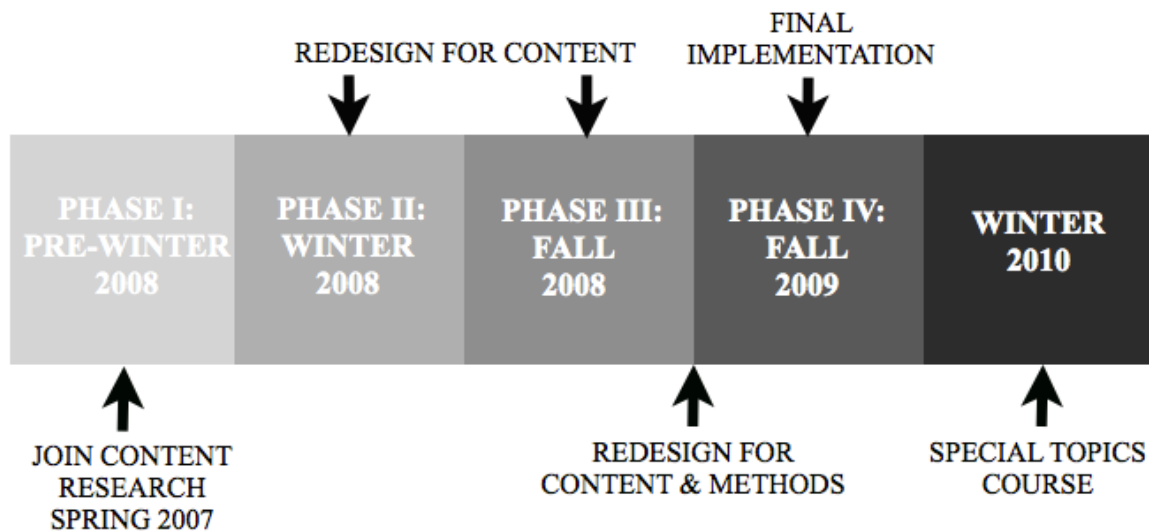 REDESIGN FOR CONTENT
FINAL
IMPLEMENTATION
PHASE I:
PRE-WINTER
2008
PHASE II:
WINTER
2008
PHASE III:
FALL
2008
PHASE IV:
FALL
2009
WINTER
2010
JOIN CONTENT
RESEARCH
SPRING 2007
REDESIGN FOR
CONTENT & METHODS
SPECIAL TOPICS
COURSE